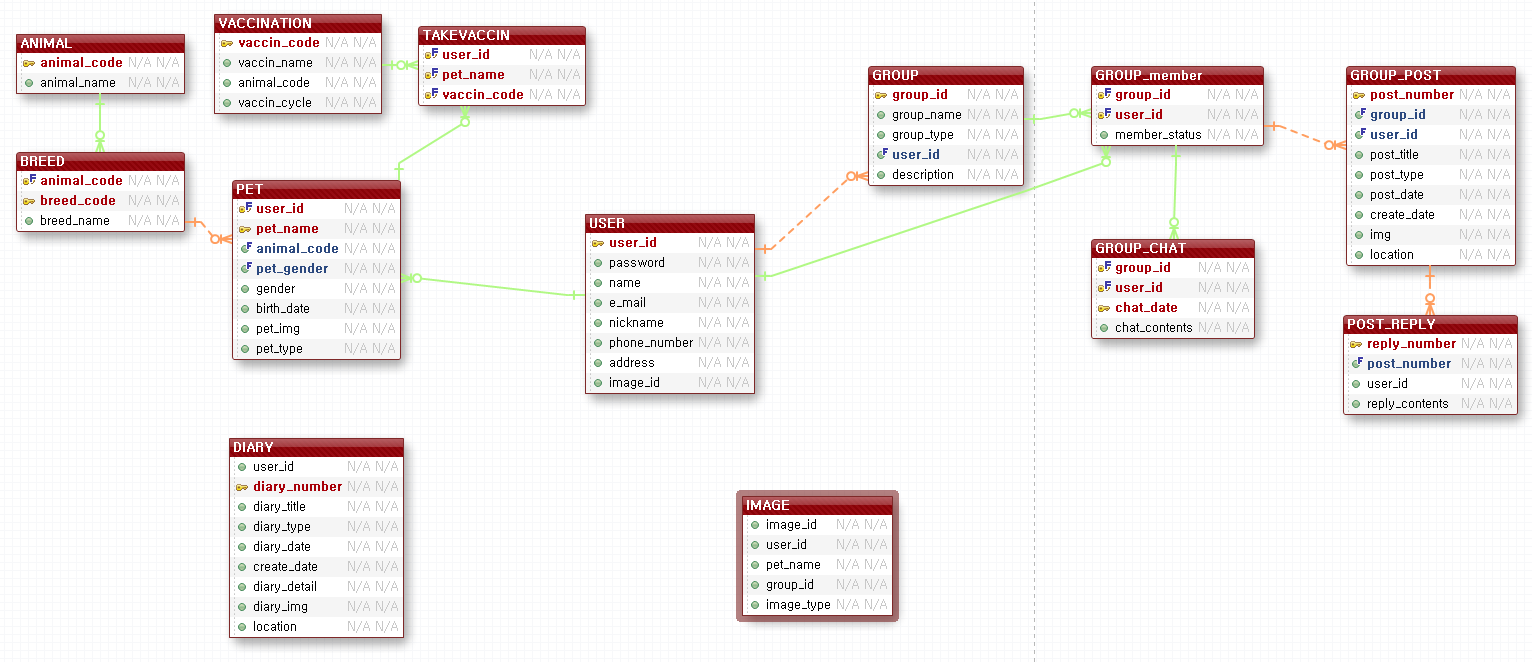 ANIMAL
animal_code N/A N/A
animal_name N/A N/A
VACCINATION
vaccin_code N/A N/A
vaccin_name N/A N/A
animal_code N/A N/A
vaccin_cycle N/A N/A
TAKEVACCIN
user_id N/A N/A
pet_name N/A N/A
vaccin_code N/A N/A
BREED
animal_code N/A N/A
breed_code N/A N/A
breed_name N/A N/A
PET
user_id N/A N/A
pet_name N/A N/A
animal_code N/A N/A
pet_gender N/A N/A
gender N/A N/A
birth_date N/A N/A
pet_img N/A N/A
pet_type N/A N/A
USER
user_id N/A N/A
password N/A N/A
name N/A N/A
e_mail N/A N/A
nickname N/A N/A
phone_number N/A N/A
address N/A N/A
image_id N/A N/A
GROUP
group_id N/A N/A
group_name N/A N/A
group_type N/A N/A
user_id N/A N/A
description N/A N/A
GROUP_member
group_id N/A N/A
user_id N/A N/A
member_status N/A N/A
GROUP_CHAT
group_id N/A N/A
user_id N/A N/A
chat_date N/A N/A
chat_contents N/A N/A
GROUP_POST
post_number N/A N/A
group_id N/A N/A
user_id N/A N/A
post_title N/A N/A
post_type N/A N/A
post_date N/A N/A
create_date N/A N/A
img N/A N/A
location N/A N/A
POST_REPLY
reply_number N/A N/A
post_number N/A N/A
user_id N/A N/A
reply_contents N/A N/A
DIARY
user_id N/A N/A
diary_number N/A N/A
diary_title N/A N/A
diary_type N/A N/A
diary_date N/A N/A
create_date N/A N/A
diary_detail N/A N/A
diary_img N/A N/A
location N/A N/A
IMAGE
image_id N/A N/A
user_id N/A N/A
pet_name N/A N/A
group_id N/A N/A
image_type N/A N/A